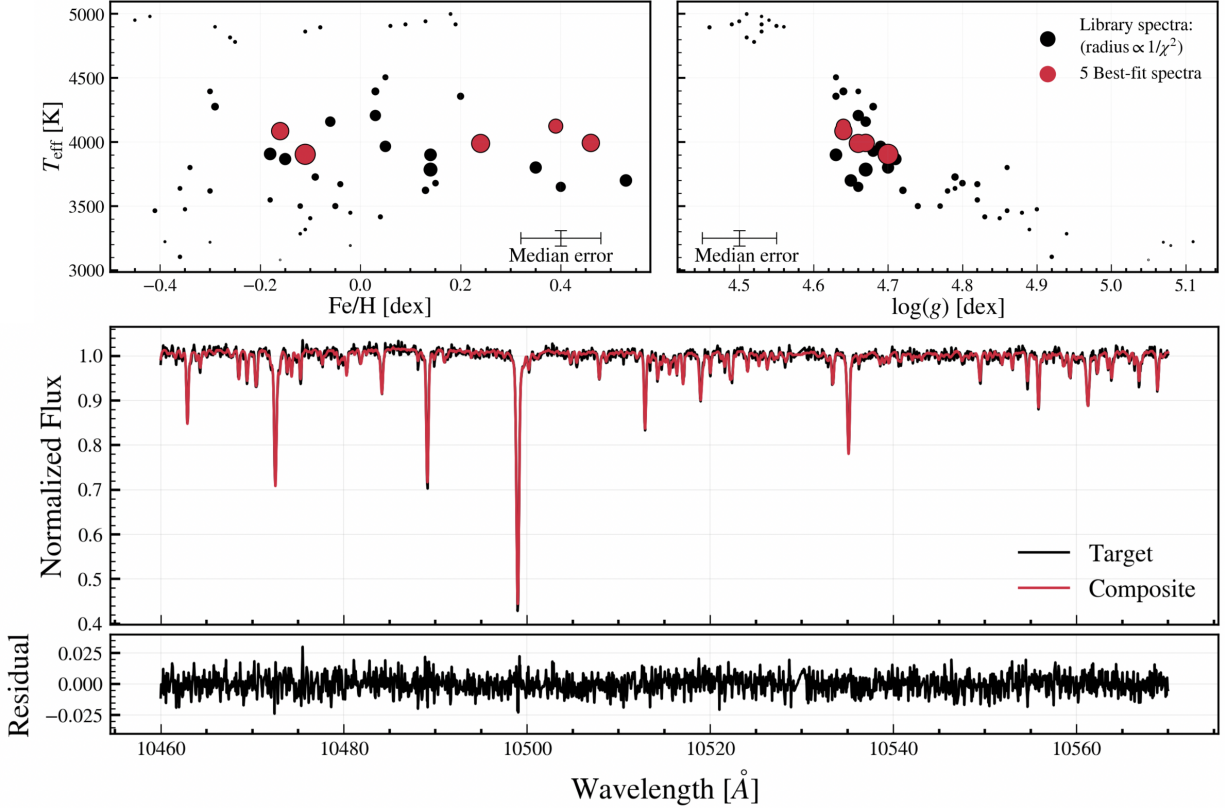 5000
4500
4000
3500
3000
T_eff [K]
−0.4 −0.2 0.0 0.2 0.4
Fe/H [dex]
Median error
Library spectra:
(radius ∝ 1/χ²)
5 Best-fit spectra
Median error
4.5 4.6 4.7 4.8 4.9 5.0 5.1
log(g) [dex]
1.0
0.9
0.8
0.7
0.6
0.5
0.4
Normalized Flux
Target
Composite
0.025
0.000
−0.025
Residual
10460 10480 10500 10520 10540 10560
Wavelength [Å]